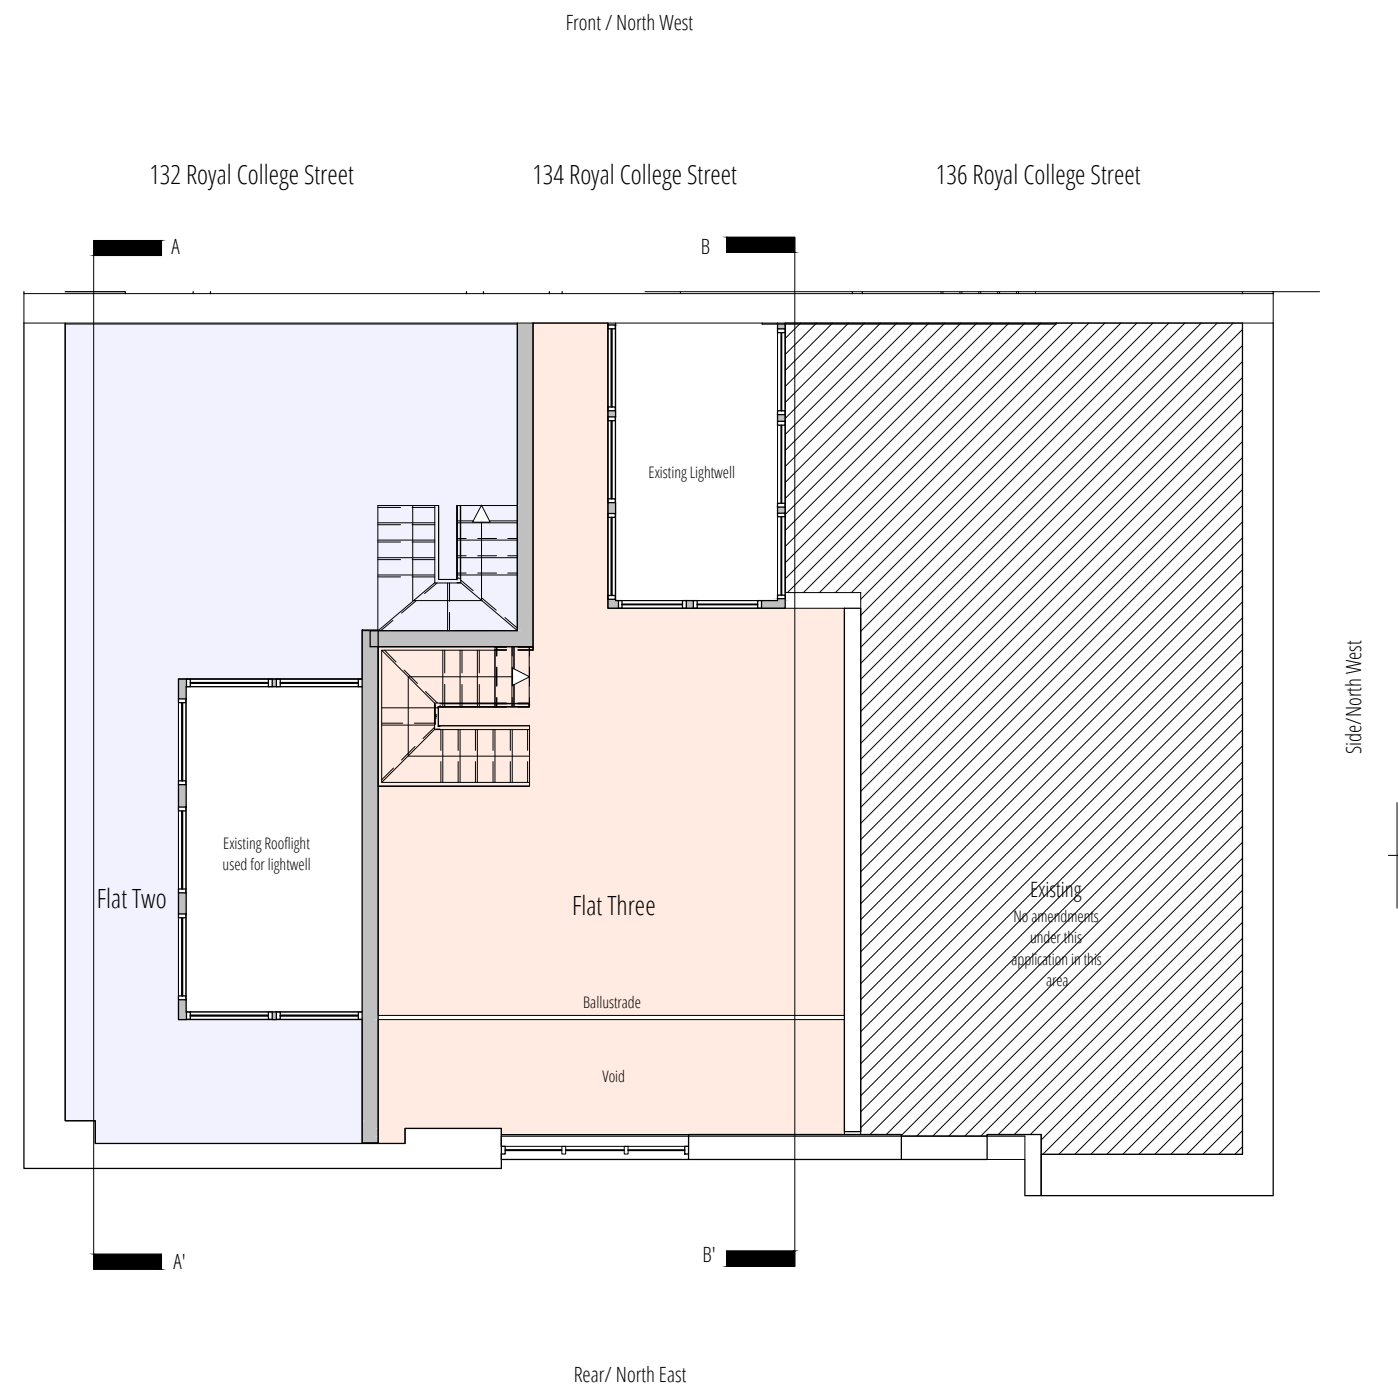 Front / North West
132 Royal College Street
134 Royal College Street
136 Royal College Street
A
B
Existing Lightwell
Side/North West
Existing Rooflight
used for lightwell
Flat Two
Flat Three
Existing
No amendments
under this
application in this
area
Ballustrade
Void
A'
B'
Rear/ North East